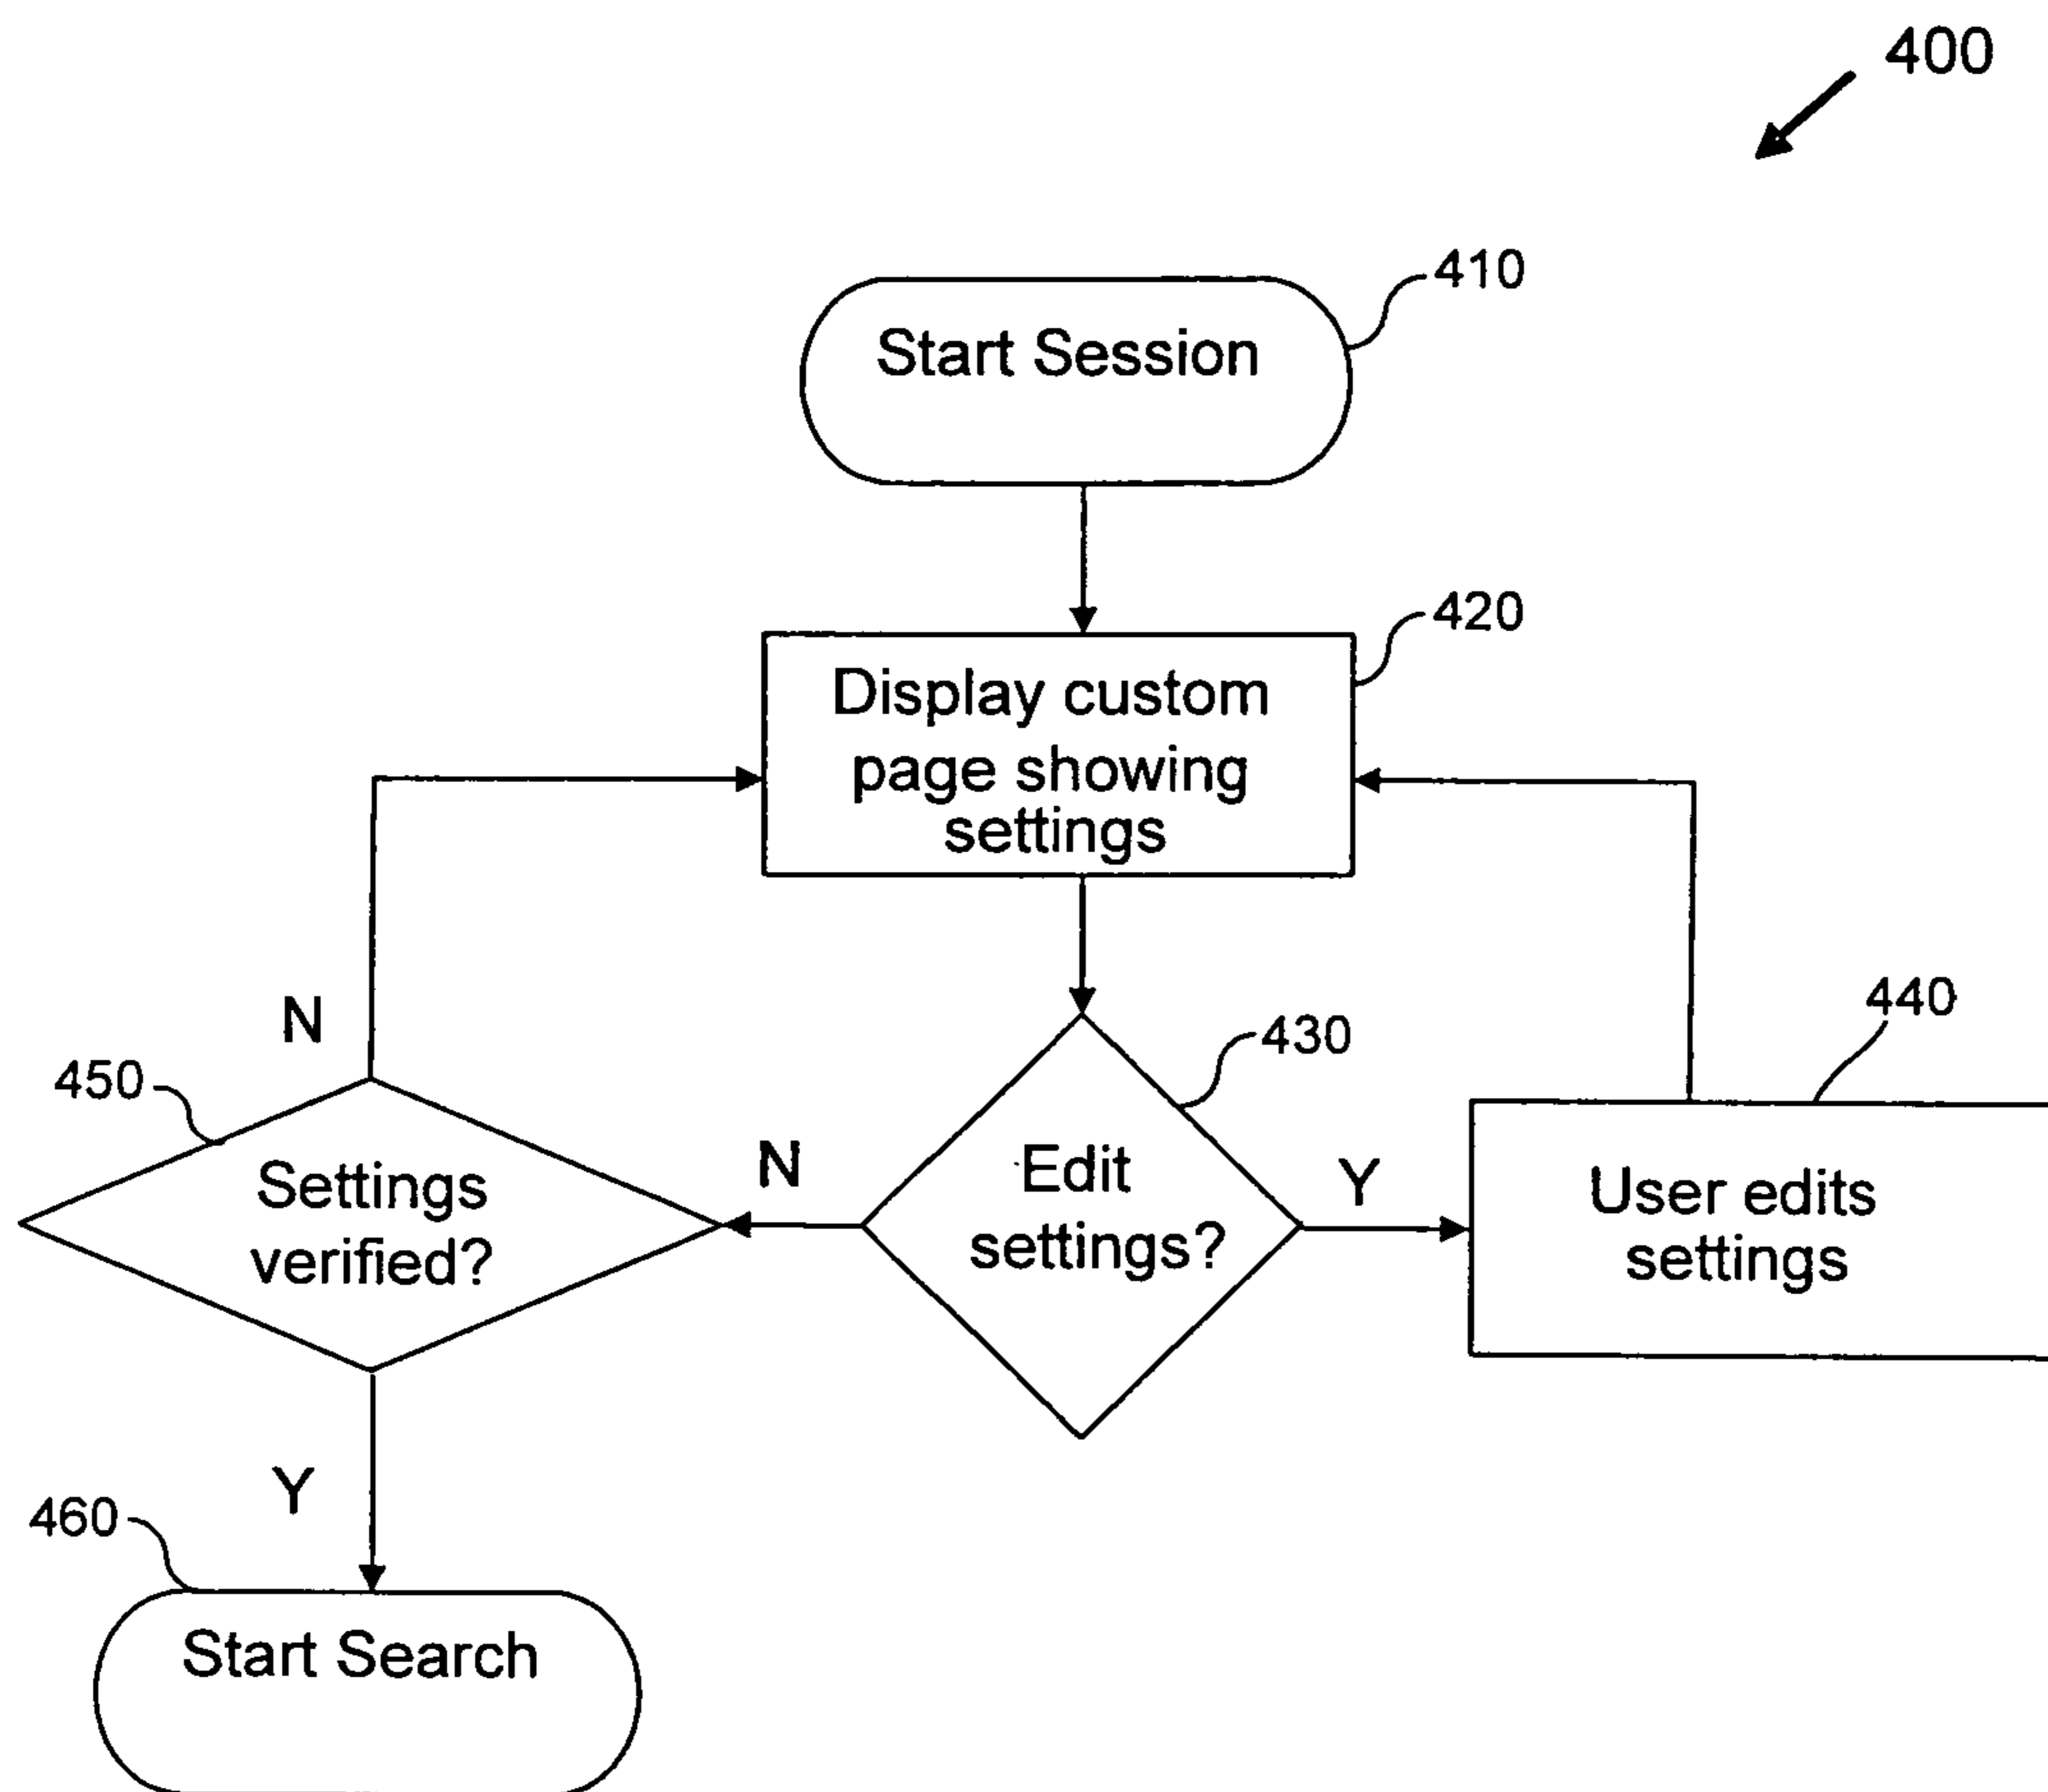 400
410
Start Session
420
Display custom
page showing
settings
N
430
440
450
Settings
verified?
N
Edit
settings?
Y
User edits
settings
Y
460
Start Search